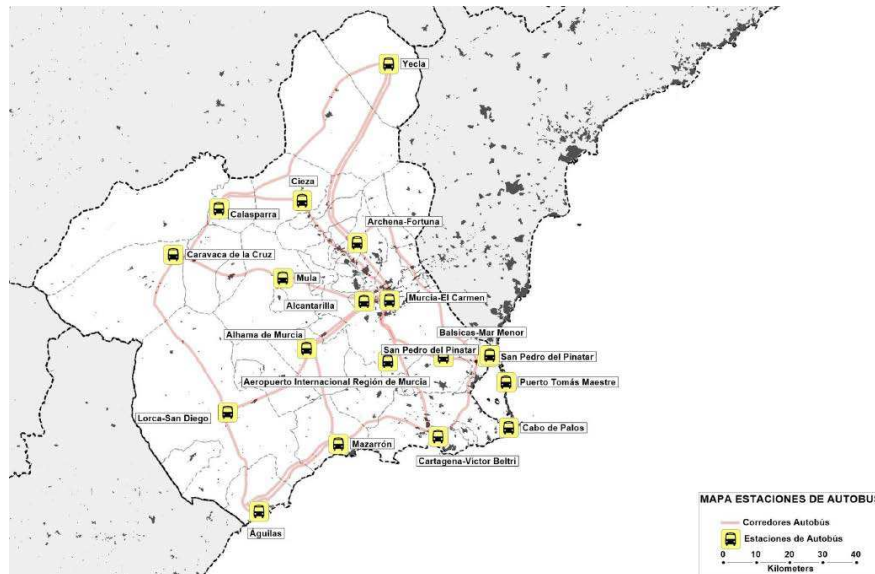 Yecla
Cieza
Calasparra
Archena-Fortuna
Caravaca de la Cruz
Mula
Alcantarilla
Murcia-El Carmen
Alhama de Murcia
Balsicas-Mar Menor
San Pedro del Pinatar
San Pedro del Pinatar
Aeropuerto Internacional Región de Murcia
Puerto Tomás Maestre
Lorca-San Diego
Cabo de Palos
Mazarrón
Cartagena-Víctor Beltrí
Águilas
MAPA ESTACIONES DE AUTOBÚS
Corredores Autobús
Estaciones de Autobús
0 10 20 30 40
Kilometers